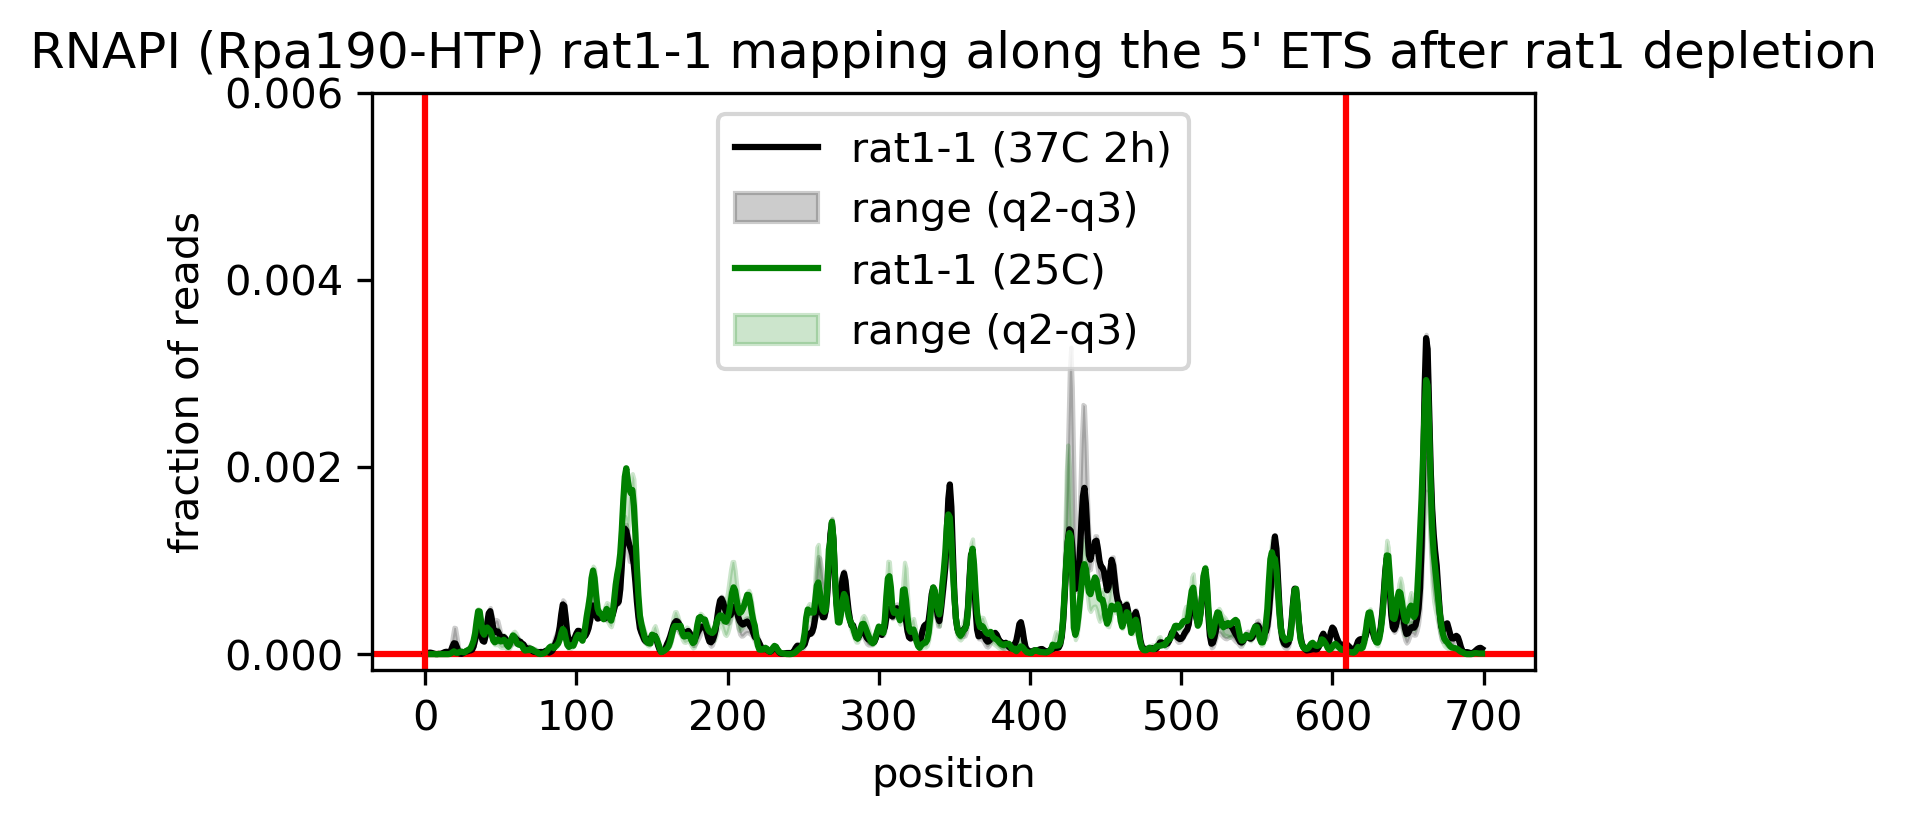 RNAPI (Rpa190-HTP) rat1-1 mapping along the 5' ETS after rat1 depletion
0.006
0.004
0.002
0.000
fraction of reads
rat1-1 (37C 2h)
range (q2-q3)
rat1-1 (25C)
range (q2-q3)
0 100 200 300 400 500 600 700
position